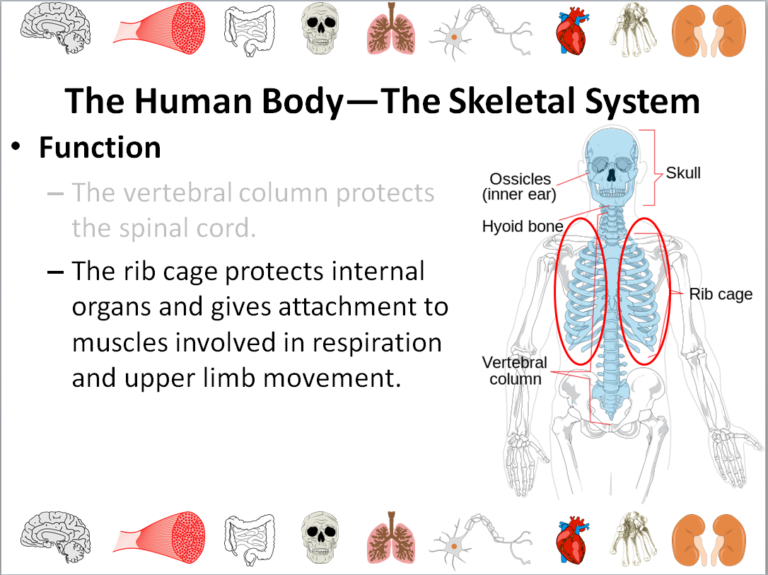 The Human Body—The Skeletal System
• Function
– The vertebral column protects
the spinal cord.
– The rib cage protects internal
organs and gives attachment to
muscles involved in respiration
and upper limb movement.
Ossicles
(inner ear)
Skull
Hyoid bone
Rib cage
Vertebral
column